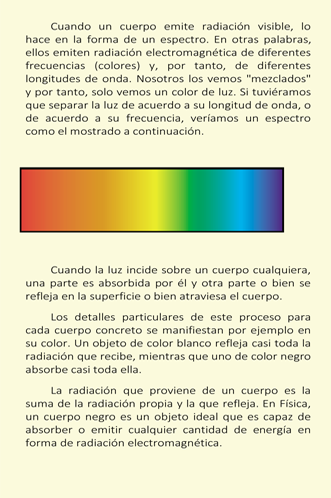 Cuando un cuerpo emite radiación visible, lo
hace en la forma de un espectro. En otras palabras,
ellos emiten radiación electromagnética de diferentes
frecuencias (colores) y, por tanto, de diferentes
longitudes de onda. Nosotros los vemos "mezclados"
y por tanto, solo vemos un color de luz. Si tuviéramos
que separar la luz de acuerdo a su longitud de onda, o
de acuerdo a su frecuencia, veríamos un espectro
como el mostrado a continuación.
Cuando la luz incide sobre un cuerpo cualquiera,
una parte es absorbida por él y otra parte o bien se
refleja en la superficie o bien atraviesa el cuerpo.
Los detalles particulares de este proceso para
cada cuerpo concreto se manifiestan por ejemplo en
su color. Un objeto de color blanco refleja casi toda la
radiación que recibe, mientras que uno de color negro
absorbe casi toda ella.
La radiación que proviene de un cuerpo es la
suma de la radiación propia y la que refleja. En Física,
un cuerpo negro es un objeto ideal que es capaz de
absorber o emitir cualquier cantidad de energía en
forma de radiación electromagnética.